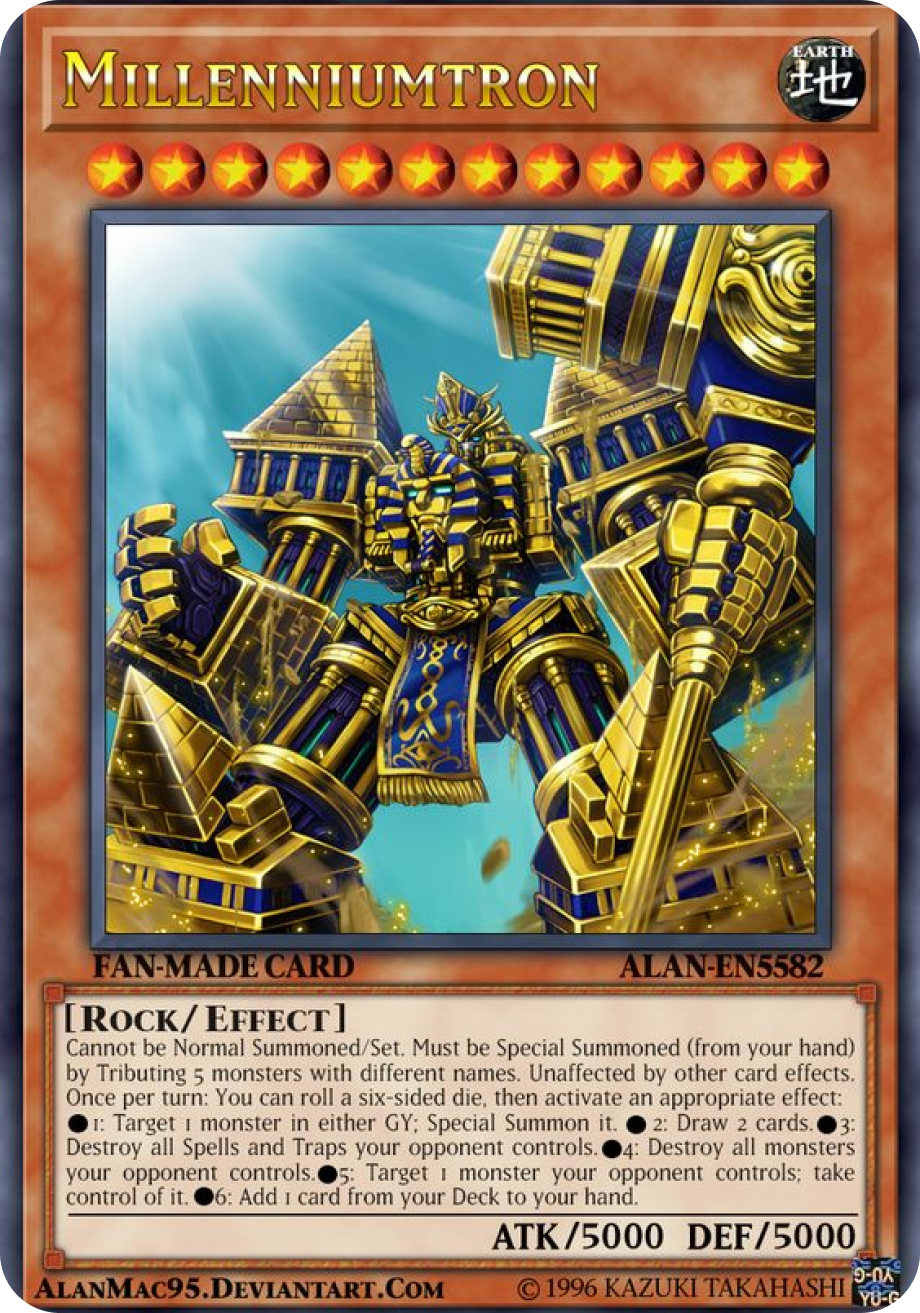 MILLENNIUMTRON
EARTH
地
FAN-MADE CARD
ALAN-EN5582
[ROCK/ EFFECT]
Cannot be Normal Summoned/Set. Must be Special Summoned (from your hand)
by Tributing 5 monsters with different names. Unaffected by other card effects.
Once per turn: You can roll a six-sided die, then activate an appropriate effect:
●1: Target 1 monster in either GY; Special Summon it. ● 2: Draw 2 cards.●3:
Destroy all Spells and Traps your opponent controls.●4: Destroy all monsters
your opponent controls.●5: Target 1 monster your opponent controls; take
control of it. ●6: Add 1 card from your Deck to your hand.
ATK/5000 DEF/5000
ALANMAC95.DEVIANTART.COM
©1996 KAZUKI TAKAHASHI